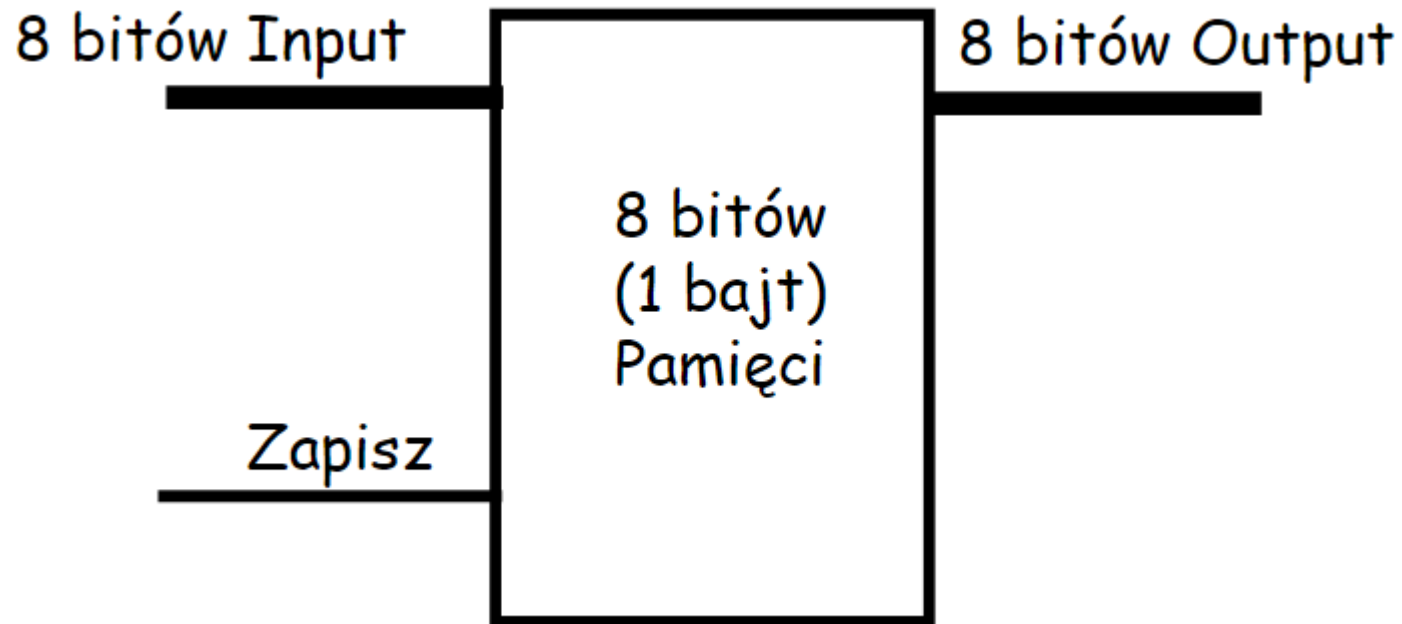 8 bitów Input
8 bitów Output
8 bitów
(1 bajt)
Pamięci
Zapisz